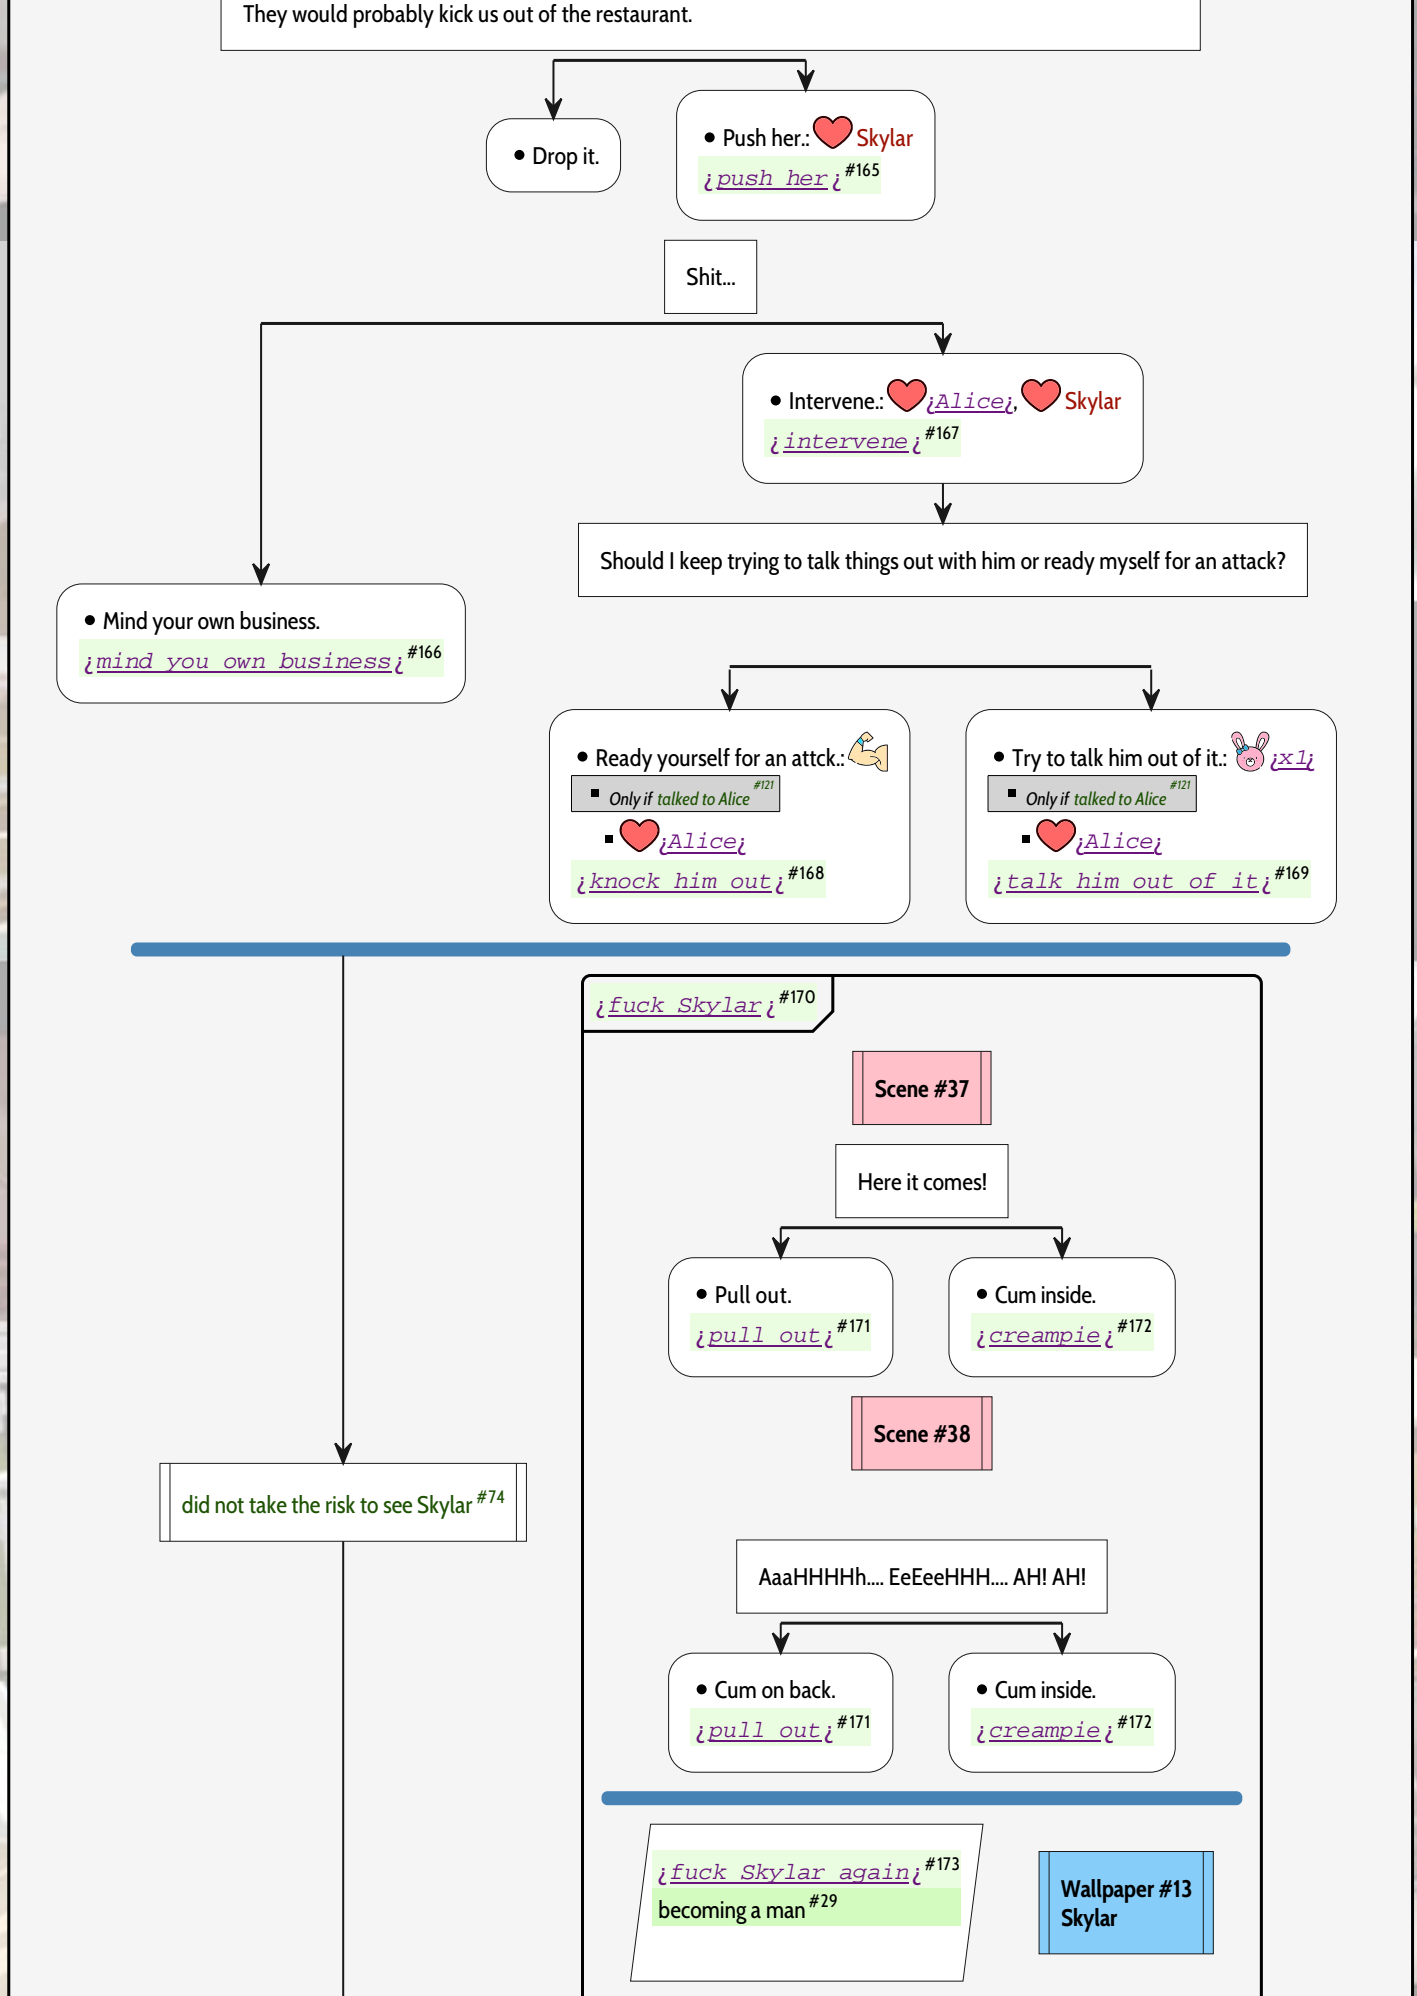 They would probably kick us out of the restaurant.
• Drop it.
• Push her.: Skylar
¿push her¿ #165
Shit...
• Intervene.: ¿Alice¿, Skylar
¿intervene¿ #167
Should I keep trying to talk things out with him or ready myself for an attack?
• Mind your own business.
¿mind you own business¿ #166
• Ready yourself for an attck.:
▪ Only if talked to Alice #121
▪ ¿Alice¿
¿knock him out¿ #168
• Try to talk him out of it.: ¿x1¿
▪ Only if talked to Alice #121
▪ ¿Alice¿
¿talk him out of it¿ #169
¿fuck Skylar¿ #170
Scene #37
Here it comes!
• Pull out.
¿pull out¿ #171
• Cum inside.
¿creampie¿ #172
Scene #38
did not take the risk to see Skylar #74
AaaHHHHh.... EeEeeHHH.... AH! AH!
• Cum on back.
¿pull out¿ #171
• Cum inside.
¿creampie¿ #172
¿fuck Skylar again¿ #173
becoming a man #29
Wallpaper #13
Skylar